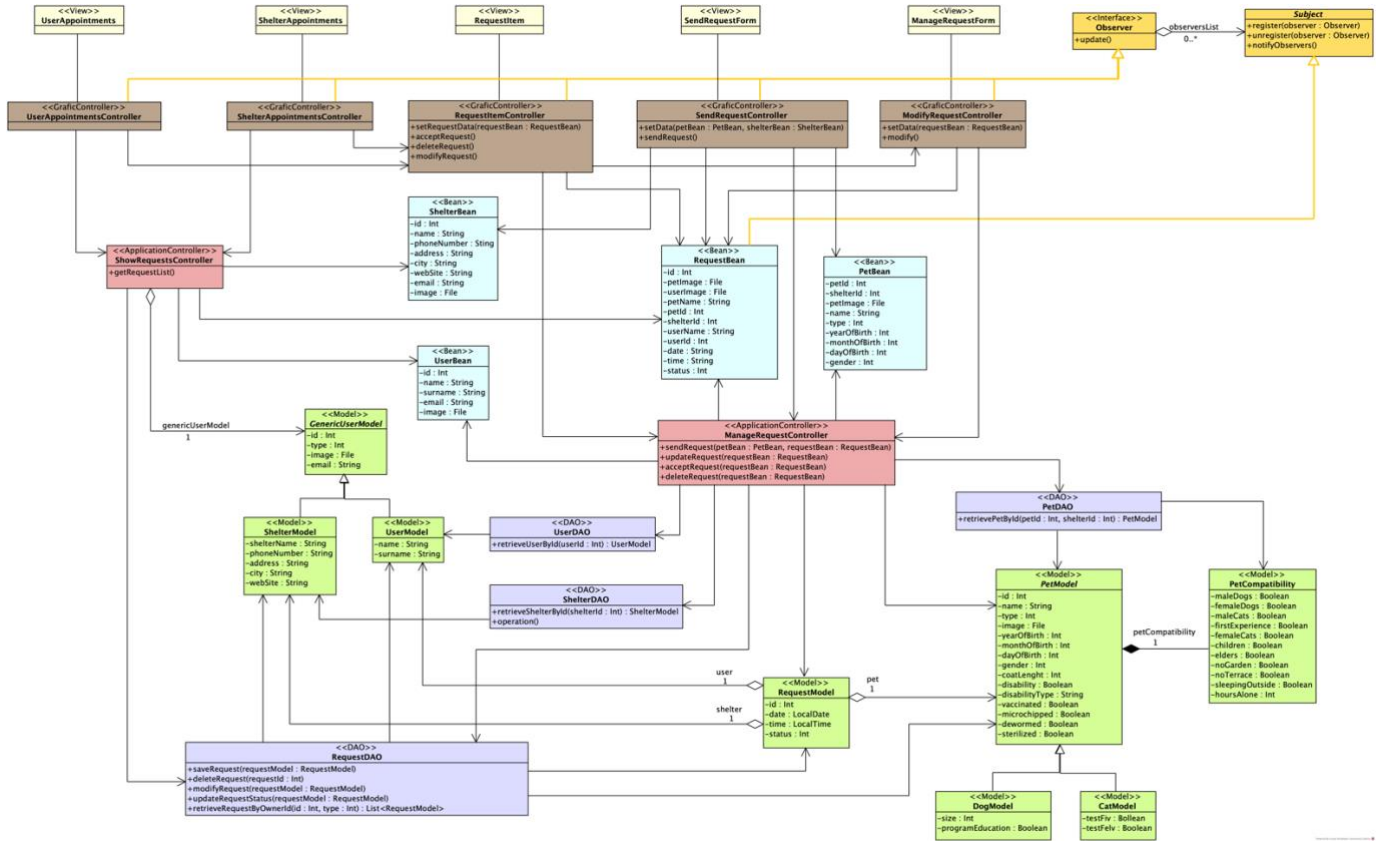 <<View>>
UserAppointments
<<View>>
ShelterAppointments
<<View>>
RequestItem
<<View>>
SendRequestForm
<<View>>
ManageRequestForm
<<Interface>>
Observer
+update()
observersList
0..*
Subject
+register(observer : Observer)
+unregister(observer : Observer)
+notifyObservers()
<<GraficController>>
UserAppointmentsController
<<GraficController>>
ShelterAppointmentsController
<<GraficController>>
RequestItemController
+setRequestData(requestBean : RequestBean)
+acceptRequest()
+deleteRequest()
+modifyRequest()
<<GraficController>>
SendRequestController
+setData(petBean : PetBean, shelterBean : ShelterBean)
+sendRequest()
<<GraficController>>
ModifyRequestController
+setData(requestBean : RequestBean)
+modify()
<<Bean>>
ShelterBean
-id : Int
-name : String
-phoneNumber : Sting
-address : String
-city : String
-webSite : String
-email : String
-image : File
<<ApplicationController>>
ShowRequestsController
+getRequestList()
<<Bean>>
RequestBean
-id : Int
-petImage : File
-userImage : File
-petName : String
-petId : Int
-shelterId : Int
-userName : String
-userId : Int
-date : String
-time : String
-status : Int
<<Bean>>
PetBean
-petId : Int
-shelterId : Int
-petImage : File
-name : String
-type : Int
-yearOfBirth : Int
-monthOfBirth : Int
-dayOfBirth : Int
-gender : Int
<<Bean>>
UserBean
-id : Int
-name : String
-surname : String
-email : String
-image : File
genericUserModel
1
<<Model>>
GenericUserModel
-id : Int
-type : Int
-image : File
-email : String
<<ApplicationController>>
ManageRequestController
+sendRequest(petBean : PetBean, requestBean : RequestBean)
+updateRequest(requestBean : RequestBean)
+acceptRequest(requestBean : RequestBean)
+deleteRequest(requestBean : RequestBean)
<<DAO>>
PetDAO
+retrievePetById(petId : Int, shelterId : Int) : PetModel
<<Model>>
ShelterModel
-shelterName : String
-phoneNumber : String
-address : String
-city : String
-webSite : String
<<Model>>
UserModel
-name : String
-surname : String
<<DAO>>
UserDAO
+retrieveUserById(userId : Int) : UserModel
<<DAO>>
ShelterDAO
+retrieveShelterById(shelterId : Int) : ShelterModel
+operation()
<<Model>>
PetModel
-id : Int
-name : String
-type : Int
-image : File
-yearOfBirth : Int
-monthOfBirth : Int
-dayOfBirth : Int
-gender : Int
-coatLenght : Int
-disability : Boolean
-disabilityType : String
-vaccinated : Boolean
-microchipped : Boolean
-dewormed : Boolean
-sterilized : Boolean
petCompatibility
1
<<Model>>
PetCompatibility
-maleDogs : Boolean
-femaleDogs : Boolean
-maleCats : Boolean
-firstExperience : Boolean
-femaleCats : Boolean
-children : Boolean
-elders : Boolean
-noGarden : Boolean
-noTerrace : Boolean
-sleepingOutside : Boolean
-hoursAlone : Int
user
1
shelter
1
<<Model>>
RequestModel
-id : Int
-date : LocalDate
-time : LocalTime
-status : Int
pet
1
<<DAO>>
RequestDAO
+saveRequest(requestModel : RequestModel)
+deleteRequest(requestId : Int)
+modifyRequest(requestModel : RequestModel)
+updateRequestStatus(requestModel : RequestModel)
+retrieveRequestByOwnerId(id : Int, type : Int) : List<RequestModel>
<<Model>>
DogModel
-size : Int
-programEducation : Boolean
<<Model>>
CatModel
-testFiv : Bollean
-testFelv : Boolean